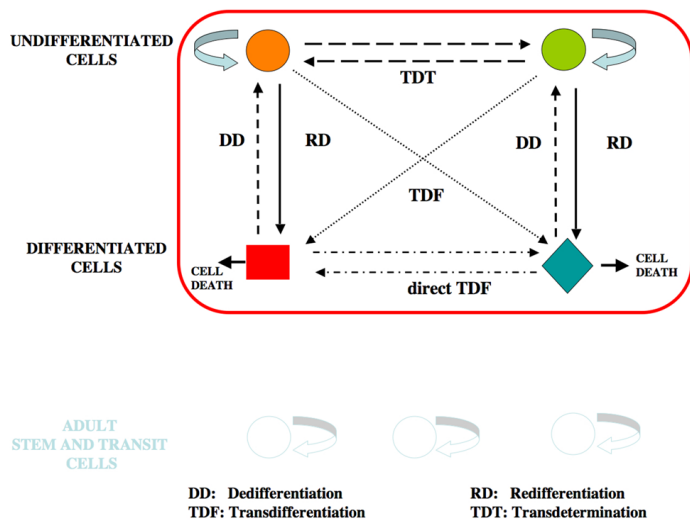 UNDIFFERENTIATED
CELLS
TDT
DD
RD
DD
RD
TDF
DIFFERENTIATED
CELLS
CELL
DEATH
CELL
DEATH
direct TDF
ADULT
STEM AND TRANSIT
CELLS
DD: Dedifferentiation
RD: Redifferentiation
TDF: Transdifferentiation
TDT: Transdetermination